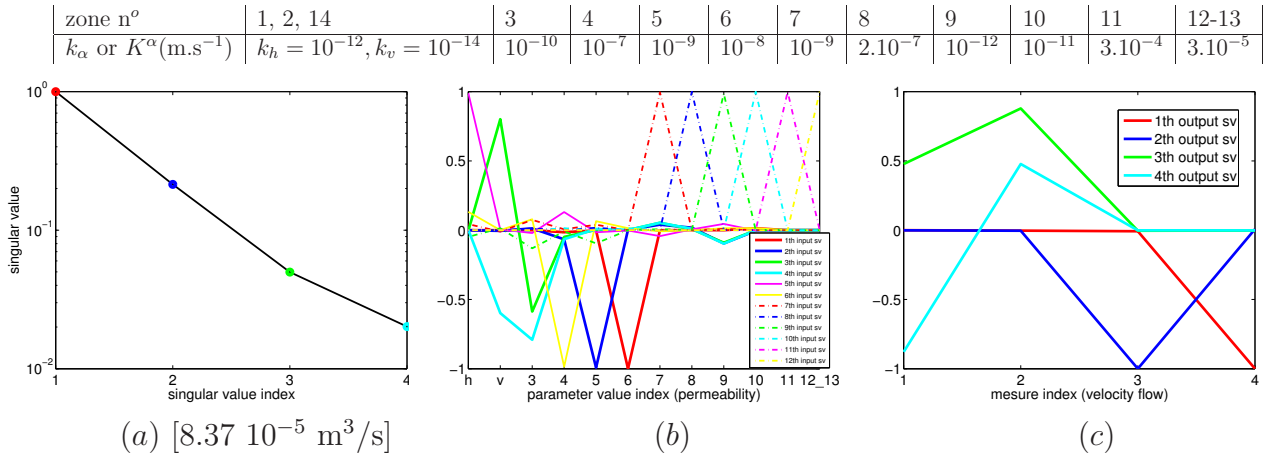 zone nᵒ 1, 2, 14 3 4 5 6 7 8 9 10 11 12-13
k_α or K^α(m.s⁻¹) k_h = 10⁻¹², k_v = 10⁻¹⁴ 10⁻¹⁰ 10⁻⁷ 10⁻⁹ 10⁻⁸ 10⁻⁹ 2.10⁻⁷ 10⁻¹² 10⁻¹¹ 3.10⁻⁴ 3.10⁻⁵
10⁰
10⁻¹
10⁻²
singular value
1 2 3 4
singular value index
(a) [8.37 10⁻⁵ m³/s]
1
0.5
0
−0.5
−1
h v 3 4 5 6 7 8 9 10 11 12_13
parameter value index (permeability)
1th input sv
2th input sv
3th input sv
4th input sv
5th input sv
6th input sv
7th input sv
8th input sv
9th input sv
10th input sv
11th input sv
12th input sv
(b)
1
0.5
0
−0.5
−1
1 2 3 4
mesure index (velocity flow)
1th output sv
2th output sv
3th output sv
4th output sv
(c)